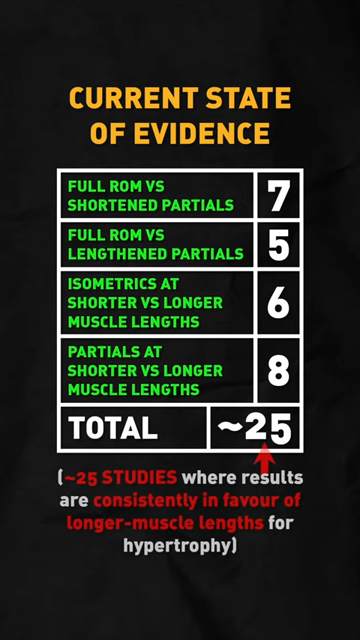 CURRENT STATE
OF EVIDENCE
FULL ROM VS
SHORTENED PARTIALS
7
FULL ROM VS
LENGTHENED PARTIALS
5
ISOMETRICS AT
SHORTER VS LONGER
MUSCLE LENGTHS
6
PARTIALS AT
SHORTER VS LONGER
MUSCLE LENGTHS
8
TOTAL
~25
(~25 STUDIES where results
are consistently in favour of
longer-muscle lengths for
hypertrophy)